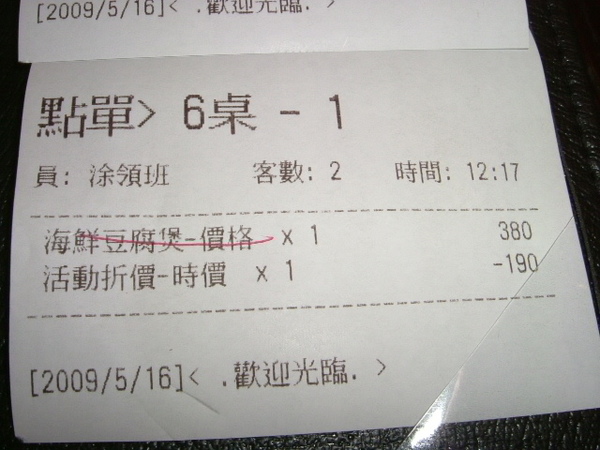 [2009/5/16]< .歡迎光臨. >
點單> 6桌 - 1
員: 涂領班 客數: 2 時間: 12:17
海鮮豆腐煲-價格 x 1 380
活動折價-時價 x 1 -190
[2009/5/16]< .歡迎光臨. >